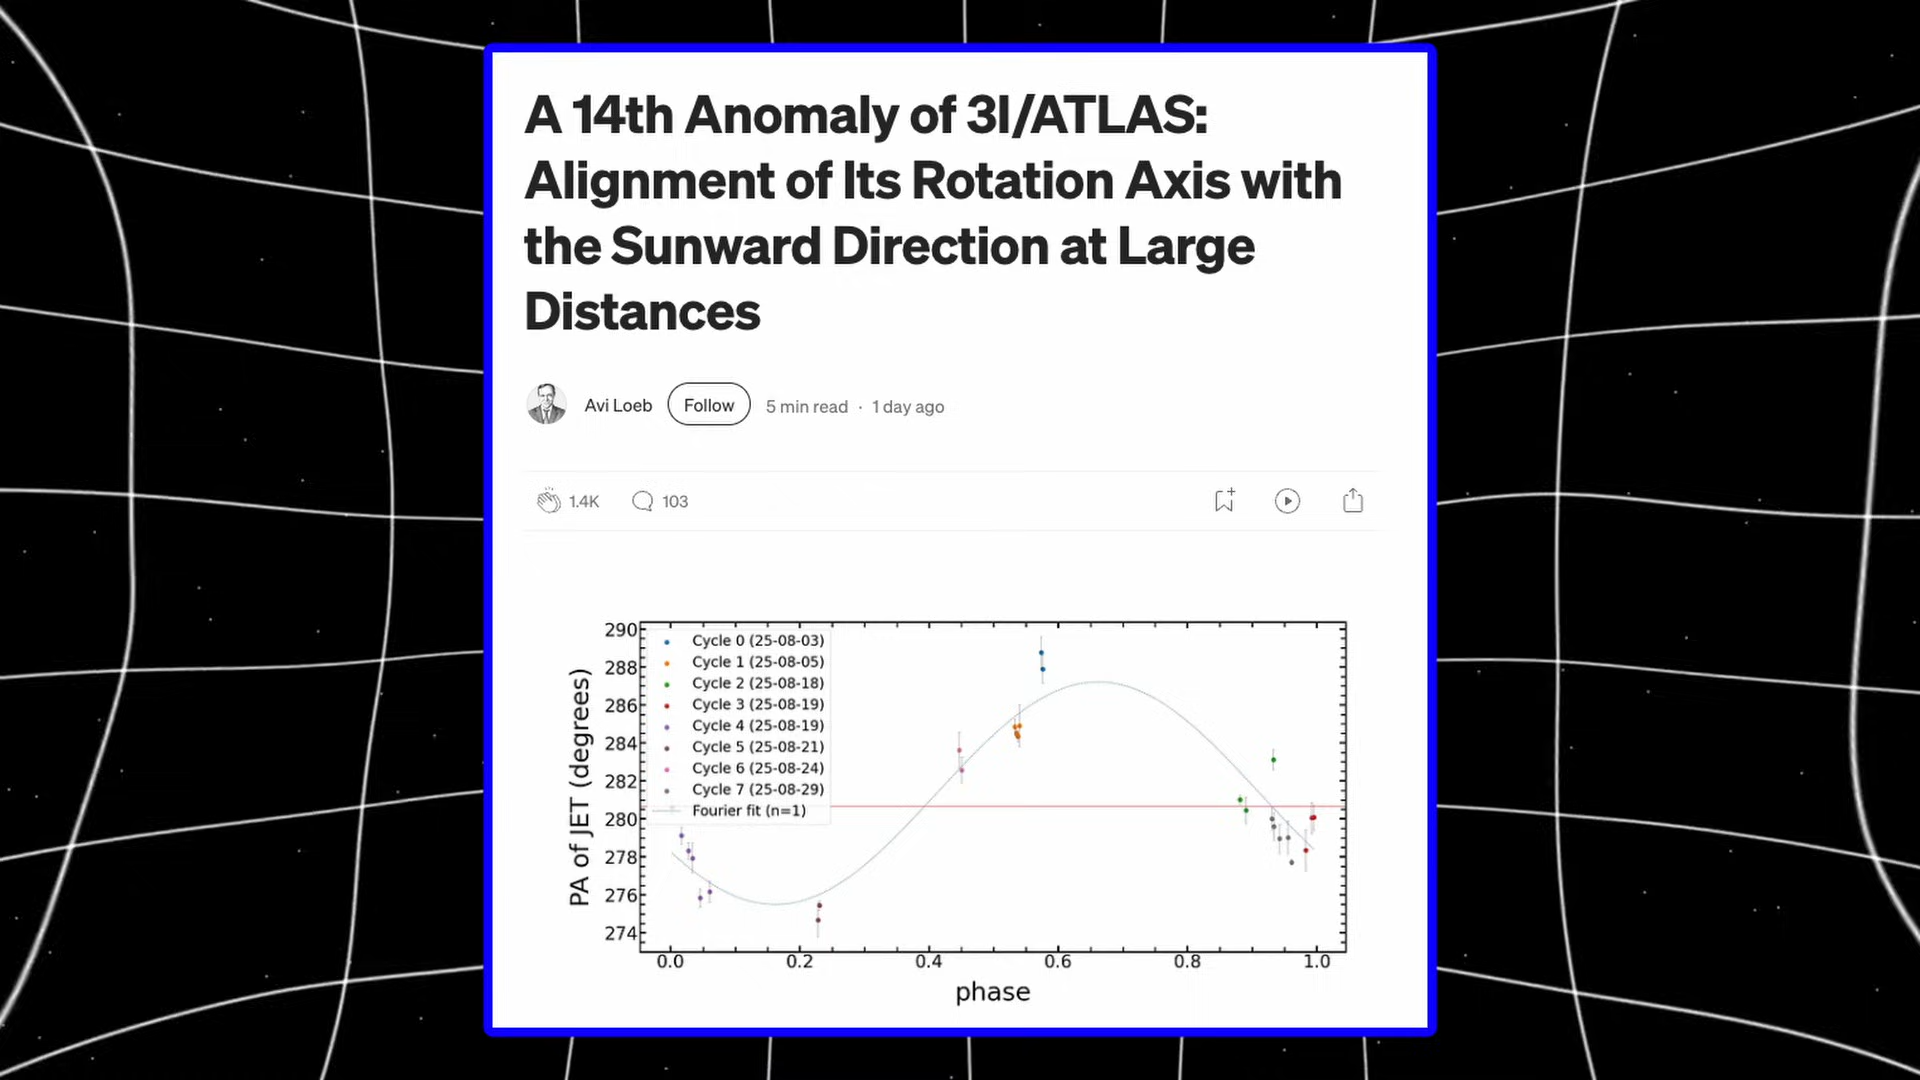 A 14th Anomaly of 3I/ATLAS:
Alignment of Its Rotation Axis with
the Sunward Direction at Large
Distances
Avi Loeb
Follow
5 min read · 1 day ago
1.4K
103
290
288
286
284
282
280
278
276
274
PA of JET (degrees)
Cycle 0 (25-08-03)
Cycle 1 (25-08-05)
Cycle 2 (25-08-18)
Cycle 3 (25-08-19)
Cycle 4 (25-08-19)
Cycle 5 (25-08-21)
Cycle 6 (25-08-24)
Cycle 7 (25-08-29)
Fourier fit (n=1)
0.0 0.2 0.4 0.6 0.8 1.0
phase